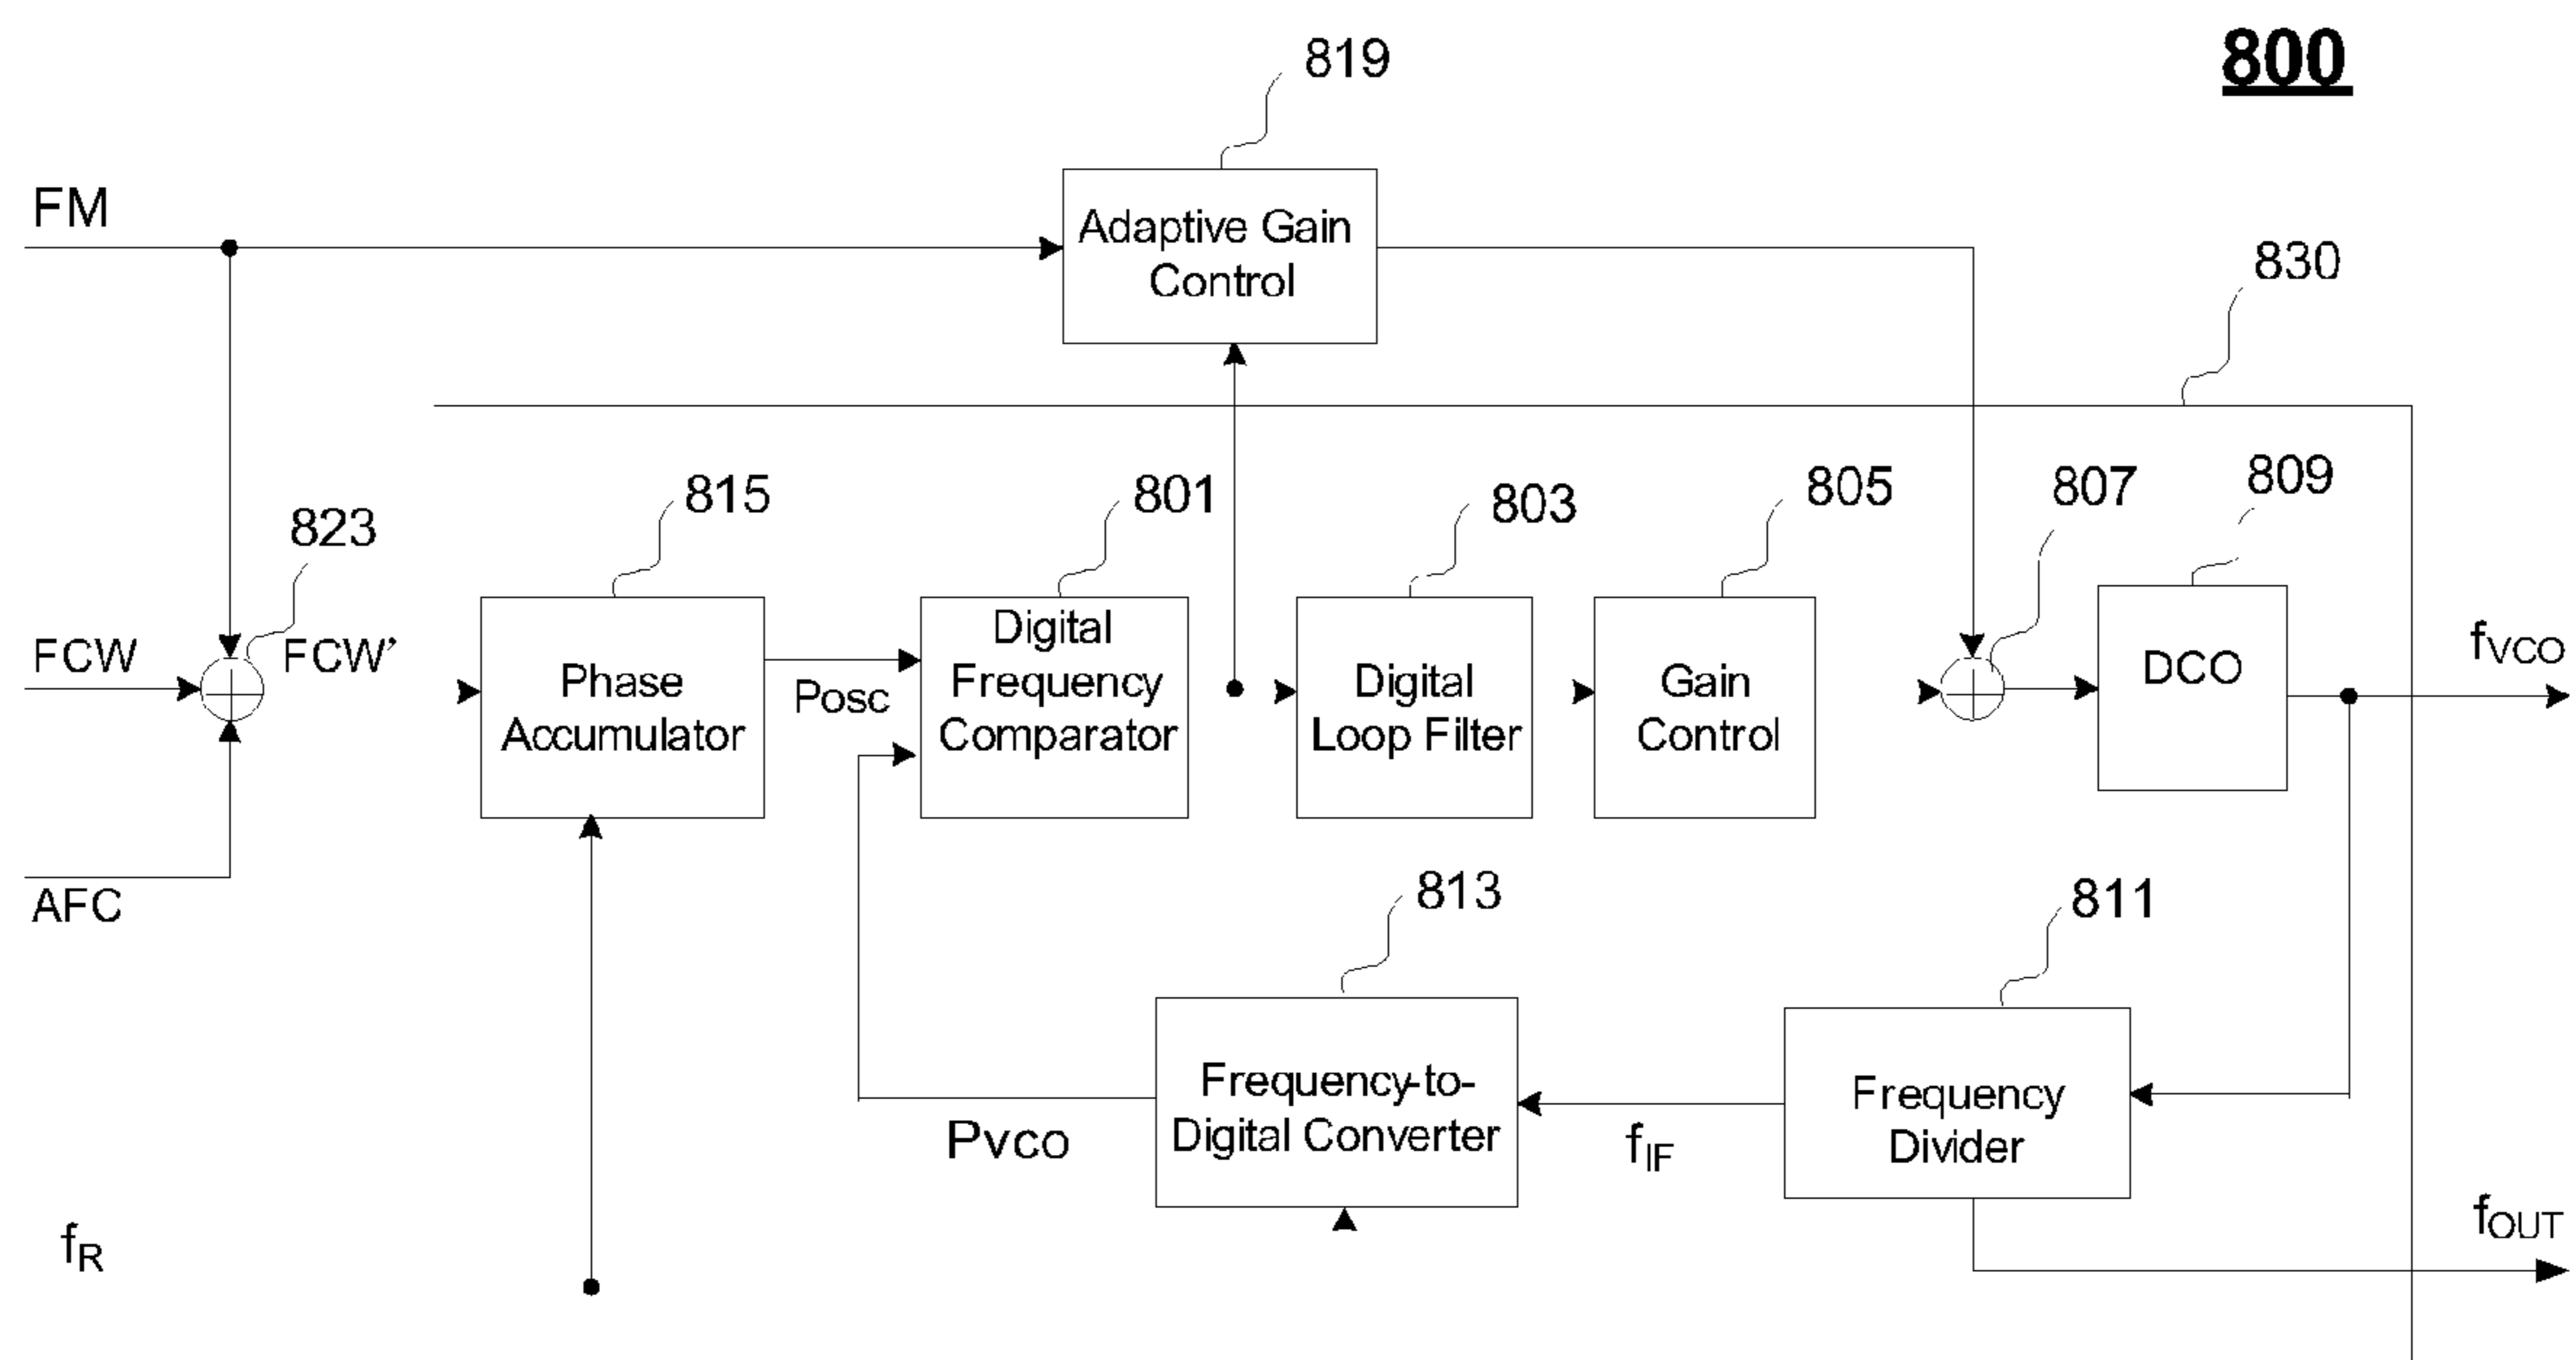 800
819
FM
Adaptive Gain
Control
830
815
801
803
805
807
809
823
FCW
FCW'
Phase
Accumulator
Posc
Digital
Frequency
Comparator
Digital
Loop Filter
Gain
Control
DCO
fVCO
AFC
813
811
Frequency-to-
Digital Converter
Pvco
fIF
Frequency
Divider
fR
fOUT